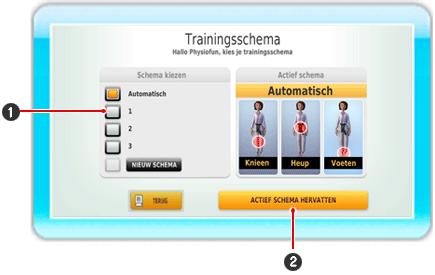 Trainingsschema
Hallo Physiofun, kies je trainingsschema
Schema kiezen
Automatisch
1
2
3
NIEUW SCHEMA
Actief schema
Automatisch
Knieen
Heup
Voeten
TERUG
ACTIEF SCHEMA HERVATTEN
1
2